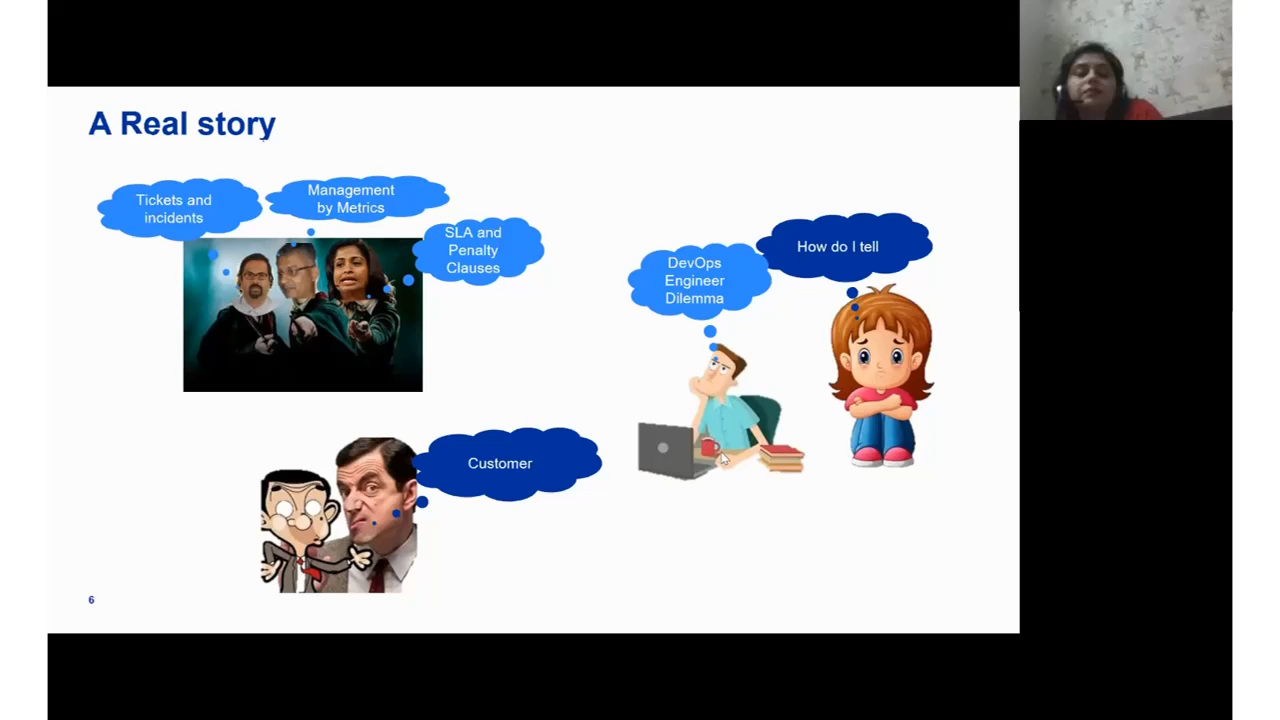 A Real story
Tickets and
incidents
Management
by Metrics
SLA and
Penalty
Clauses
DevOps
Engineer
Dilemma
How do I tell
Customer
6